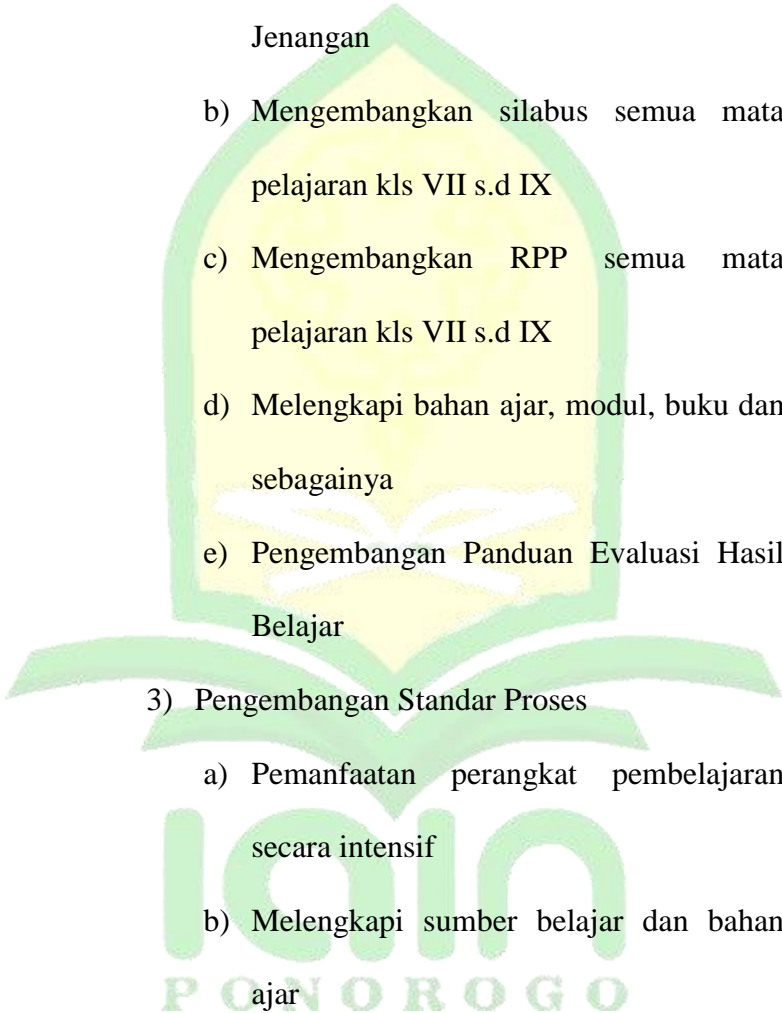 Jenangan
b) Mengembangkan silabus semua mata
pelajaran kls VII s.d IX
c) Mengembangkan RPP semua mata
pelajaran kls VII s.d IX
d) Melengkapi bahan ajar, modul, buku dan
sebagainya
e) Pengembangan Panduan Evaluasi Hasil
Belajar
3) Pengembangan Standar Proses
a) Pemanfaatan perangkat pembelajaran
secara intensif
iain
b) Melengkapi sumber belajar dan bahan
ajar
PONOROGO